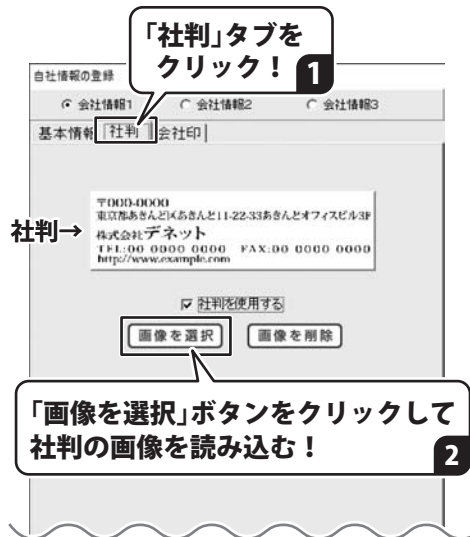 「社判」タブを
クリック！ 1
自社情報の登録
会社情報1 会社情報2 会社情報3
基本情報 社判 会社印
〒000-0000
東京都あきんど区あきんど11-22-33あきんとオフィスビル3F
社判→
株式会社デネット
TEL:00 0000 0000 FAX:00 0000 0000
http://www.example.com
社判を使用する
画像を選択 画像を削除
「画像を選択」ボタンをクリックして
社判の画像を読み込む！ 2